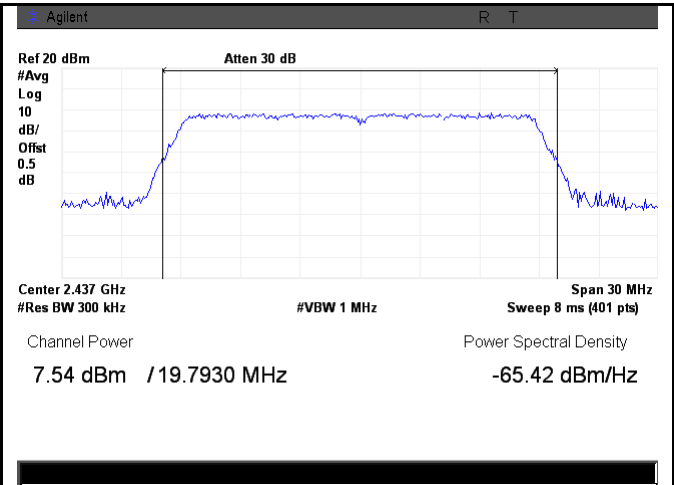 Agilent R T
Ref 20 dBm Atten 30 dB
#Avg
Log
10
dB/
Offst
0.5
dB
Center 2.437 GHz Span 30 MHz
#Res BW 300 kHz #VBW 1 MHz Sweep 8 ms (401 pts)
Channel Power Power Spectral Density
7.54 dBm / 19.7930 MHz -65.42 dBm/Hz